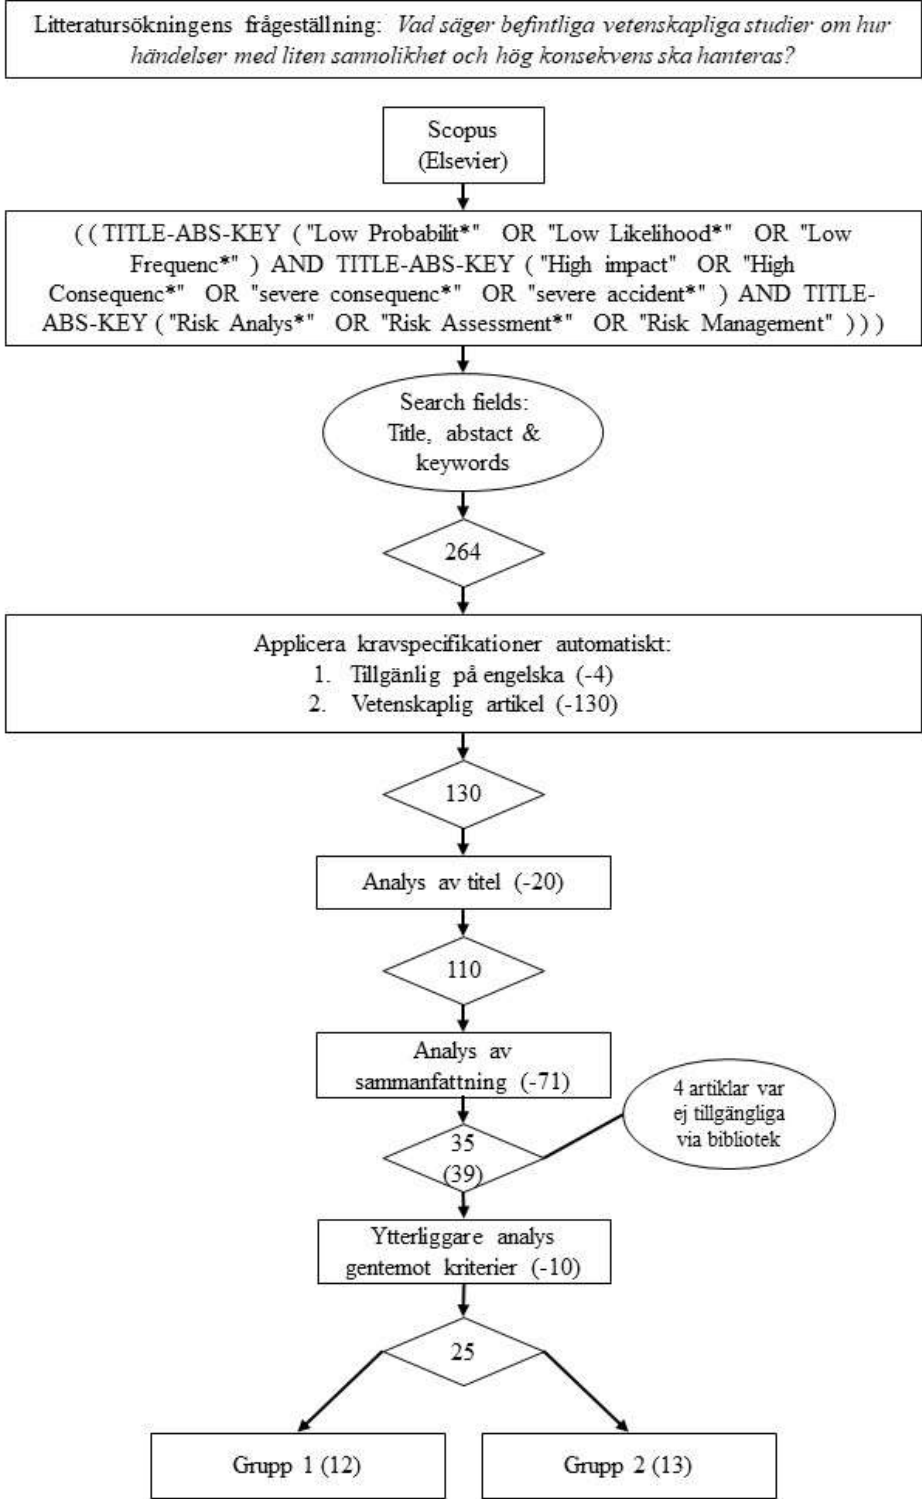 Litteratursökningens frågeställning: Vad säger befintliga vetenskapliga studier om hur
händelser med liten sannolikhet och hög konsekvens ska hanteras?
Scopus
(Elsevier)
( ( TITLE-ABS-KEY ( "Low Probabilit*" OR "Low Likelihood*" OR "Low
Frequenc*" ) AND TITLE-ABS-KEY ( "High impact" OR "High
Consequenc*" OR "severe consequenc*" OR "severe accident*" ) AND TITLE-
ABS-KEY ( "Risk Analys*" OR "Risk Assessment*" OR "Risk Management" ) ) )
Search fields:
Title, abstact &
keywords
264
Applicera kravspecifikationer automatiskt:
1. Tillgänlig på engelska (-4)
2. Vetenskaplig artikel (-130)
130
Analys av titel (-20)
110
Analys av
sammanfattning (-71)
4 artiklar var
ej tillgängliga
via bibliotek
35
(39)
Ytterliggare analys
gentemot kriterier (-10)
25
Grupp 1 (12)
Grupp 2 (13)